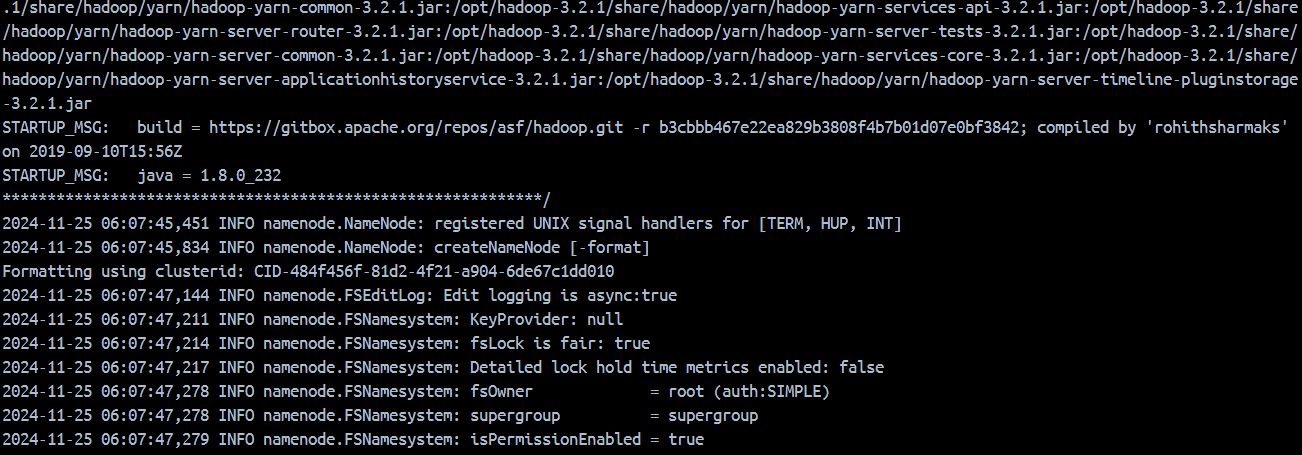 .1/share/hadoop/yarn/hadoop-yarn-common-3.2.1.jar:/opt/hadoop-3.2.1/share/hadoop/yarn/hadoop-yarn-services-api-3.2.1.jar:/opt/hadoop-3.2.1/share
/hadoop/yarn/hadoop-yarn-server-router-3.2.1.jar:/opt/hadoop-3.2.1/share/hadoop/yarn/hadoop-yarn-server-tests-3.2.1.jar:/opt/hadoop-3.2.1/share/
hadoop/yarn/hadoop-yarn-server-common-3.2.1.jar:/opt/hadoop-3.2.1/share/hadoop/yarn/hadoop-yarn-services-core-3.2.1.jar:/opt/hadoop-3.2.1/share/
hadoop/yarn/hadoop-yarn-server-applicationhistoryservice-3.2.1.jar:/opt/hadoop-3.2.1/share/hadoop/yarn/hadoop-yarn-server-timeline-pluginstorage
-3.2.1.jar
STARTUP_MSG:   build = https://gitbox.apache.org/repos/asf/hadoop.git -r b3cbbb467e22ea829b3808f4b7b01d07e0bf3842; compiled by 'rohithsharmaks'
on 2019-09-10T15:56Z
STARTUP_MSG:   java = 1.8.0_232
************************************************************/
2024-11-25 06:07:45,451 INFO namenode.NameNode: registered UNIX signal handlers for [TERM, HUP, INT]
2024-11-25 06:07:45,834 INFO namenode.NameNode: createNameNode [-format]
Formatting using clusterid: CID-484f456f-81d2-4f21-a904-6de67c1dd010
2024-11-25 06:07:47,144 INFO namenode.FSEditLog: Edit logging is async:true
2024-11-25 06:07:47,211 INFO namenode.FSNamesystem: KeyProvider: null
2024-11-25 06:07:47,214 INFO namenode.FSNamesystem: fsLock is fair: true
2024-11-25 06:07:47,217 INFO namenode.FSNamesystem: Detailed lock hold time metrics enabled: false
2024-11-25 06:07:47,278 INFO namenode.FSNamesystem: fsOwner             = root (auth:SIMPLE)
2024-11-25 06:07:47,278 INFO namenode.FSNamesystem: supergroup          = supergroup
2024-11-25 06:07:47,279 INFO namenode.FSNamesystem: isPermissionEnabled = true